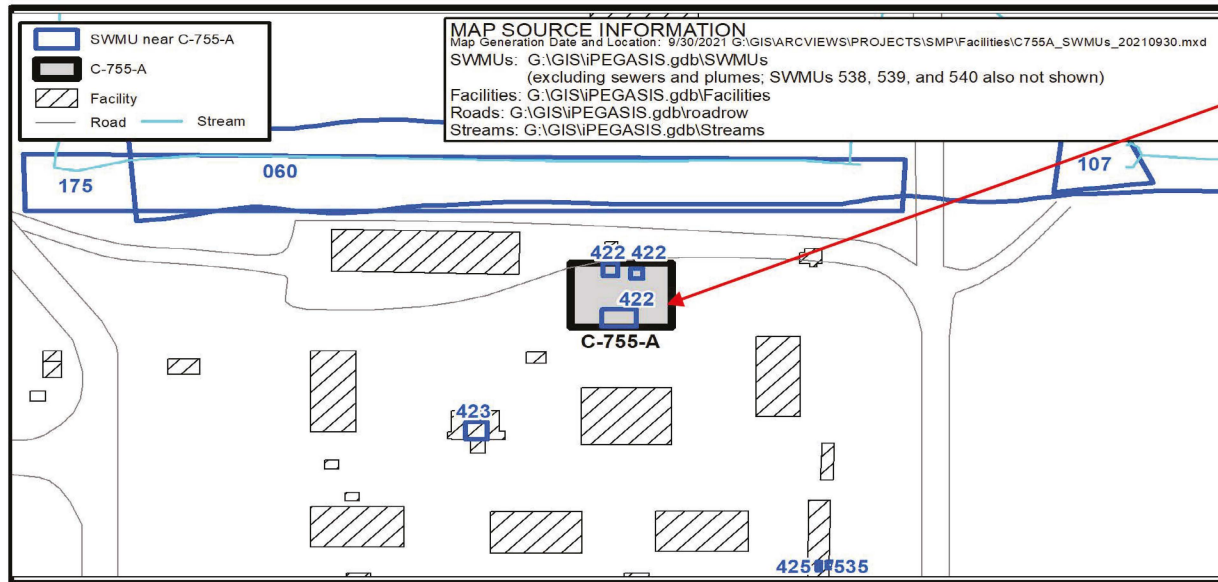 SWMU near C-755-A
C-755-A
Facility
Road Stream
MAP SOURCE INFORMATION
Map Generation Date and Location: 9/30/2021 G:\GIS\ARCVIEWS\PROJECTS\SMP\Facilities\C755A_SWMUs_20210930.mxd
SWMUs: G:\GIS\iPEGASIS.gdb\SWMUs
(excluding sewers and plumes; SWMUs 538, 539, and 540 also not shown)
Facilities: G:\GIS\iPEGASIS.gdb\Facilities
Roads: G:\GIS\iPEGASIS.gdb\roadrow
Streams: G:\GIS\iPEGASIS.gdb\Streams
175
060
107
422 422
422
C-755-A
423
425 535